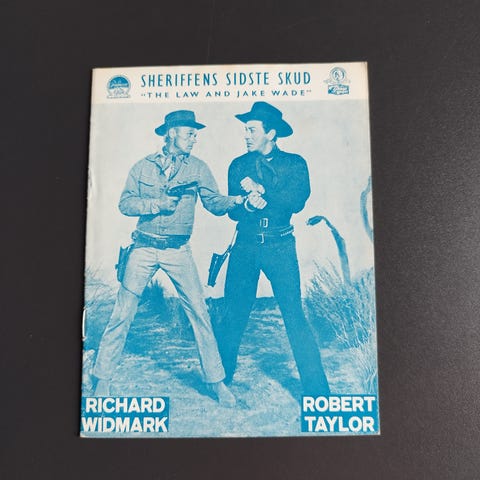 SHERIFFENS SIDSTE SKUD
"THE LAW AND JAKE WADE"
RICHARD
WIDMARK
ROBERT
TAYLOR